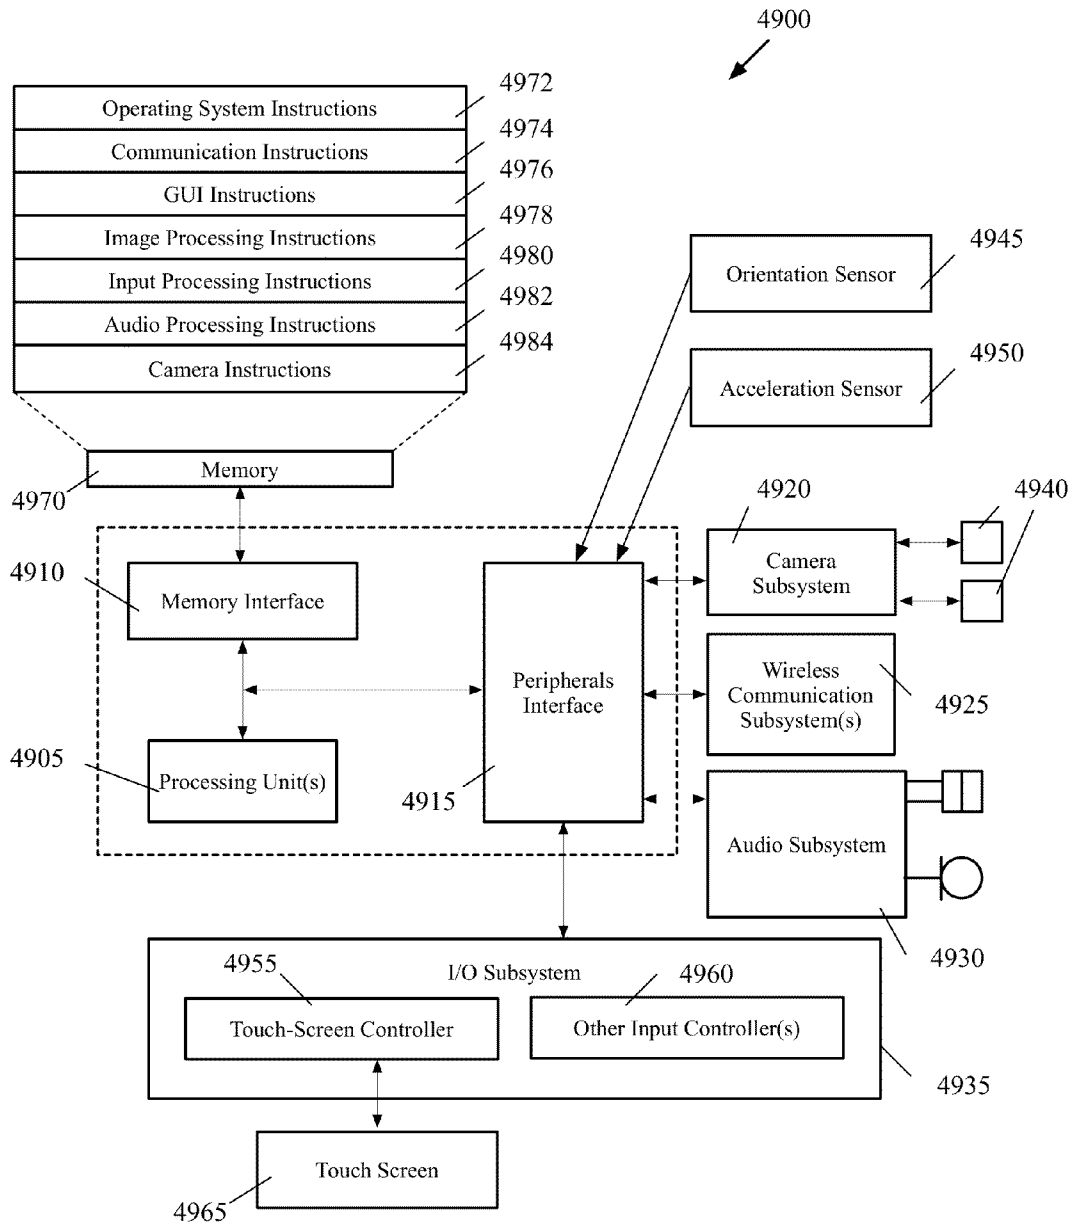 4900
4972
Operating System Instructions
4974
Communication Instructions
4976
GUI Instructions
4978
Image Processing Instructions
4980
Input Processing Instructions
4982
Audio Processing Instructions
4984
Camera Instructions
4945
Orientation Sensor
4950
Acceleration Sensor
Memory
4970
4920
4940
Camera
Subsystem
4910
Memory Interface
Peripherals
Interface
4915
Wireless
Communication
Subsystem(s)
4925
4905
Processing Unit(s)
Audio Subsystem
4930
4955
I/O Subsystem
4960
Touch-Screen Controller
Other Input Controller(s)
4935
Touch Screen
4965